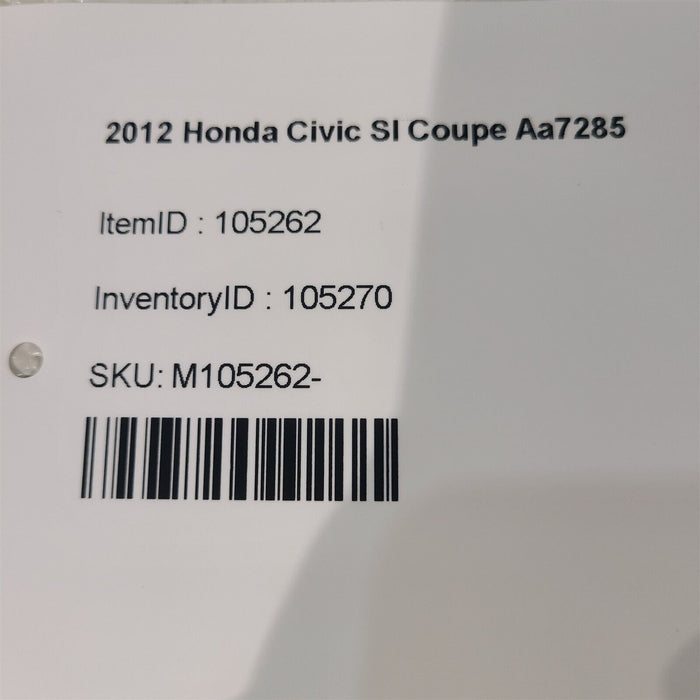 2012 Honda Civic SI Coupe Aa7285
ItemID : 105262
InventoryID : 105270
SKU: M105262-